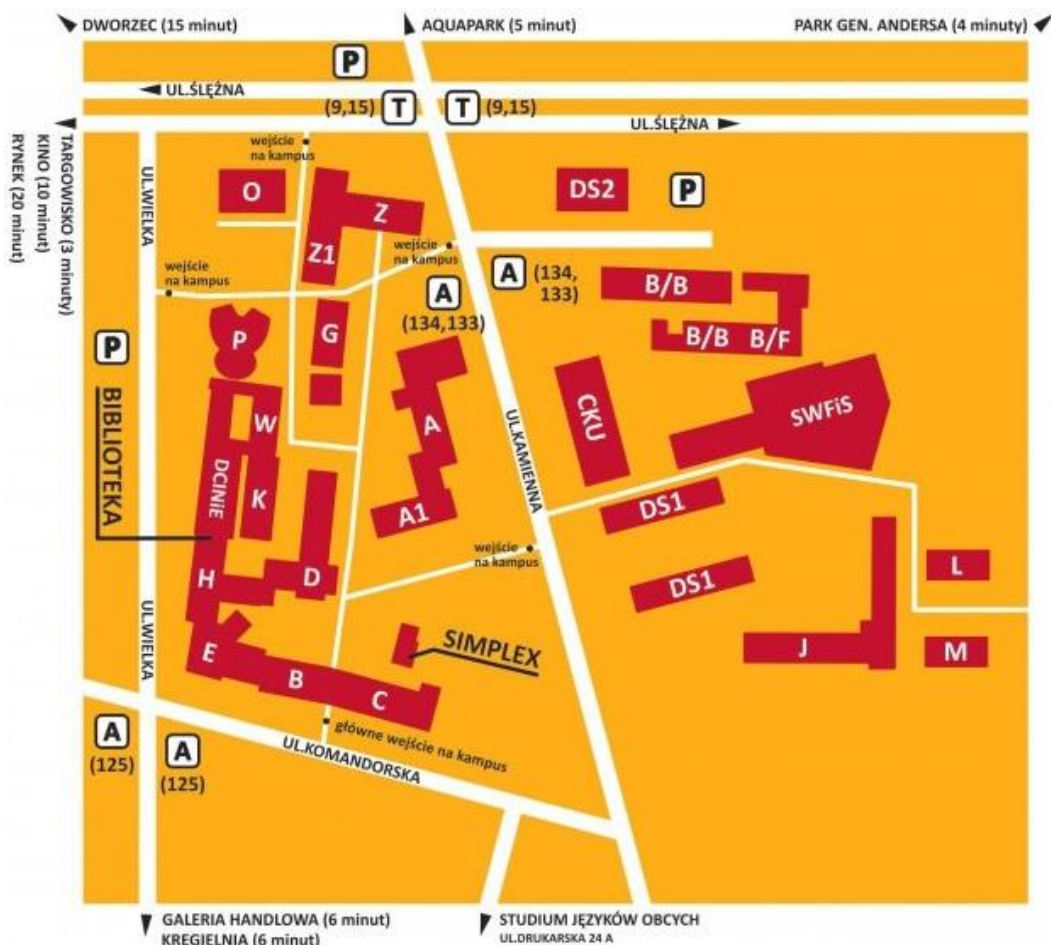 DWORZEC (15 minut)
AQUAPARK (5 minut)
PARK GEN. ANDERSA (4 minuty)
P
UL.ŚLĘŻNA
(9,15) T
T (9,15)
UL.ŚLĘŻNA
TARGOWISKO (3 minuty)
KINO (10 minut)
RYNEK (20 minut)
UL.WIELKA
wejście
na kampus
O
Z
Z1
DS2
P
wejście
na kampus
wejście
na kampus
A
(134,133)
A (134,
133)
B/B
B/B B/F
P
G
P
BIBLIOTEKA
W
DCINiE
K
A
A1
UL.KAMIENNA
CKU
SWFiS
DS1
wejście
na kampus
DS1
H
D
L
UL.WIELKA
E
B
C
SIMPLEX
J
M
główne wejście na kampus
UL.KOMANDORSKA
A
(125)
A
(125)
GALERIA HANDLOWA (6 minut)
KRĘGIELNIA (6 minut)
STUDIUM JĘZYKÓW OBCYCH
UL.DRUKARSKA 24 A